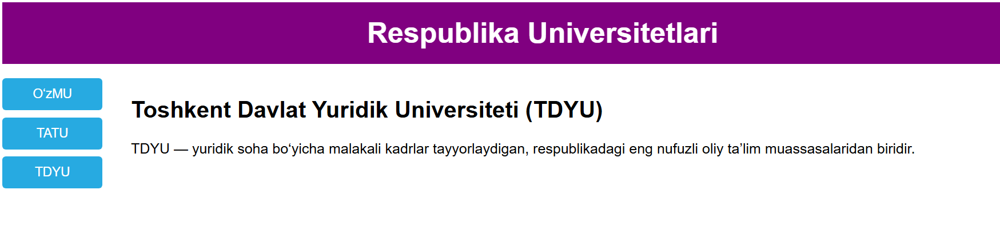 Respublika Universitetlari
O‘zMU
TATU
TDYU
Toshkent Davlat Yuridik Universiteti (TDYU)
TDYU — yuridik soha bo‘yicha malakali kadrlar tayyorlaydigan, respublikadagi eng nufuzli oliy ta’lim muassasalaridan biridir.